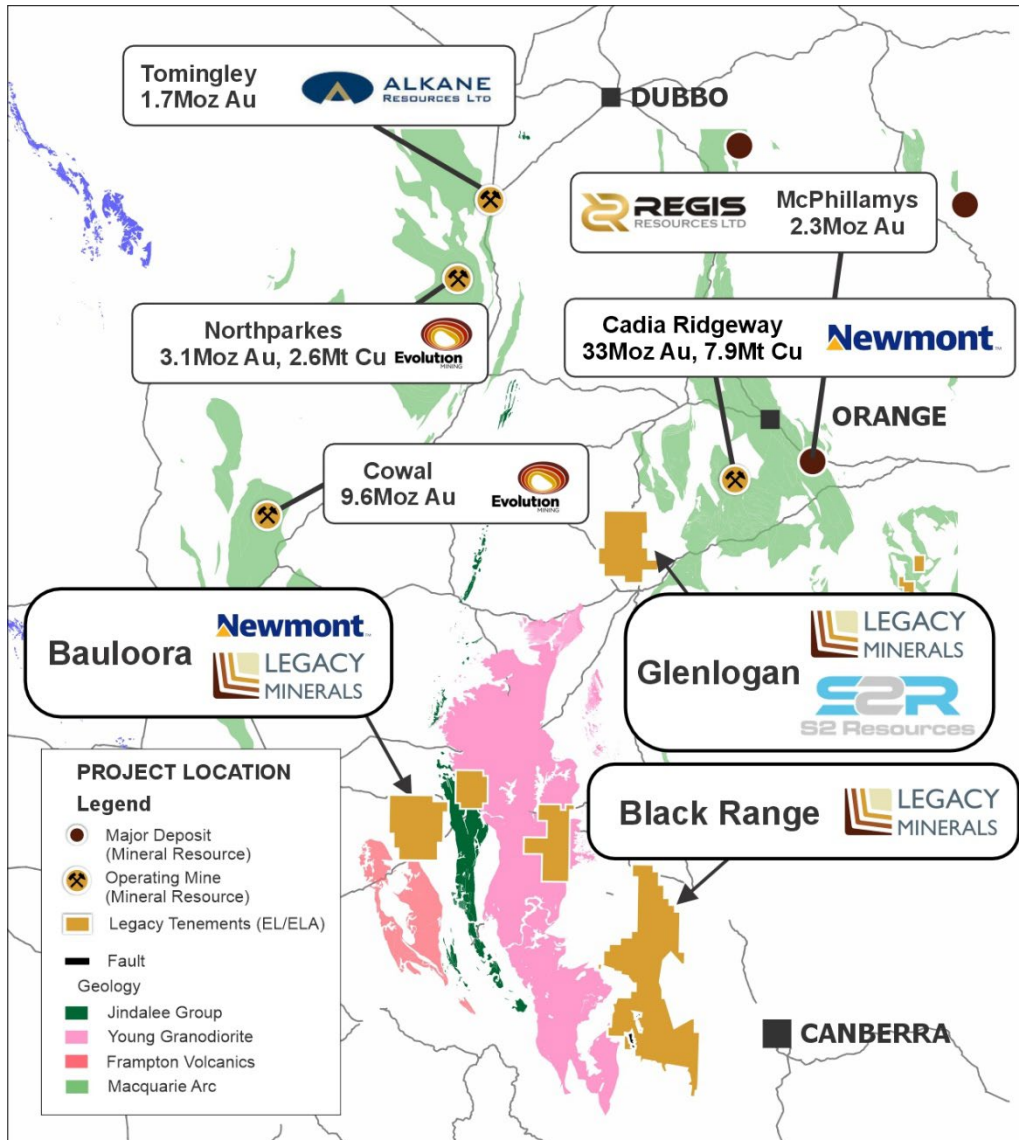 Tomingley
1.7Moz Au
ALKANE
RESOURCES LTD
DUBBO
REGIS
RESOURCES LTD
McPhillamys
2.3Moz Au
Northparkes
3.1Moz Au, 2.6Mt Cu
Evolution
MINING
Cadia Ridgeway
33Moz Au, 7.9Mt Cu
Newmont™
ORANGE
Cowal
9.6Moz Au
Evolution
MINING
Bauloora
Newmont™
LEGACY
MINERALS
Glenlogan
LEGACY
MINERALS
S2R
S2 Resources
Black Range
LEGACY
MINERALS
PROJECT LOCATION
Legend
Major Deposit
(Mineral Resource)
Operating Mine
(Mineral Resource)
Legacy Tenements (EL/ELA)
Fault
Geology
Jindalee Group
Young Granodiorite
Frampton Volcanics
Macquarie Arc
CANBERRA